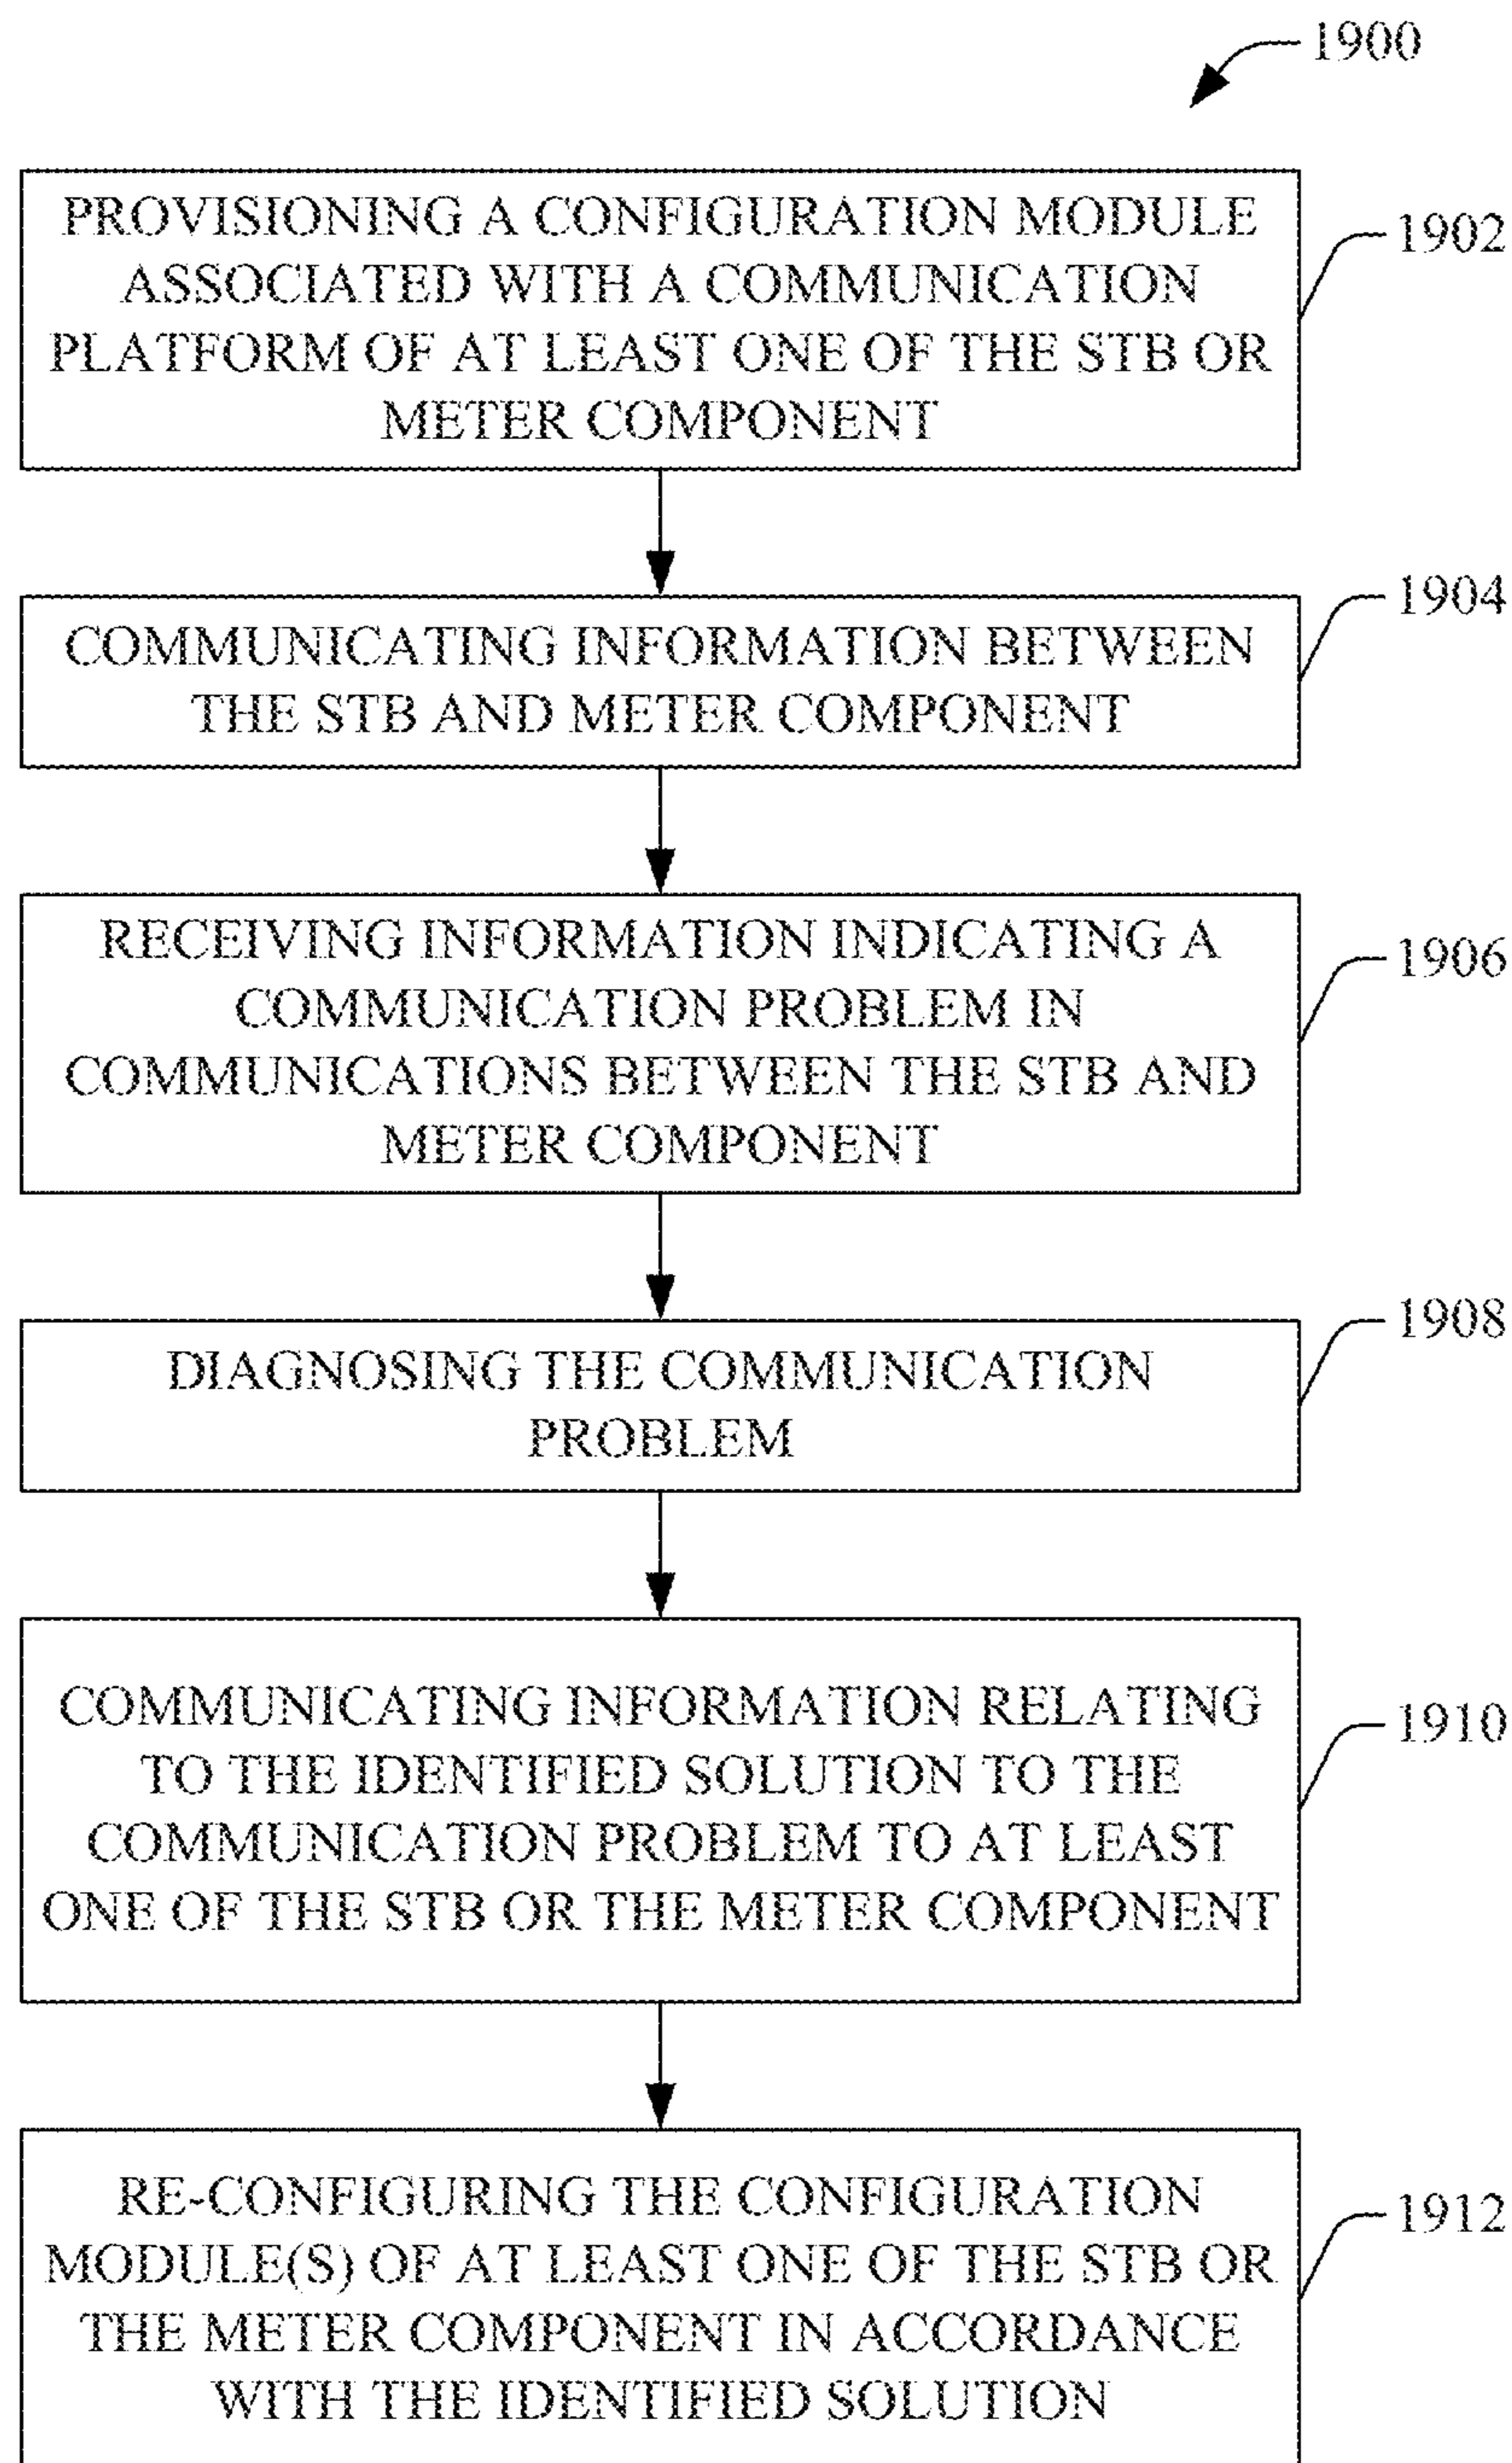 1900
PROVISIONING A CONFIGURATION MODULE
ASSOCIATED WITH A COMMUNICATION
PLATFORM OF AT LEAST ONE OF THE STB OR
METER COMPONENT
1902
COMMUNICATING INFORMATION BETWEEN
THE STB AND METER COMPONENT
1904
RECEIVING INFORMATION INDICATING A
COMMUNICATION PROBLEM IN
COMMUNICATIONS BETWEEN THE STB AND
METER COMPONENT
1906
DIAGNOSING THE COMMUNICATION
PROBLEM
1908
COMMUNICATING INFORMATION RELATING
TO THE IDENTIFIED SOLUTION TO THE
COMMUNICATION PROBLEM TO AT LEAST
ONE OF THE STB OR THE METER COMPONENT
1910
RE-CONFIGURING THE CONFIGURATION
MODULE(S) OF AT LEAST ONE OF THE STB OR
THE METER COMPONENT IN ACCORDANCE
WITH THE IDENTIFIED SOLUTION
1912